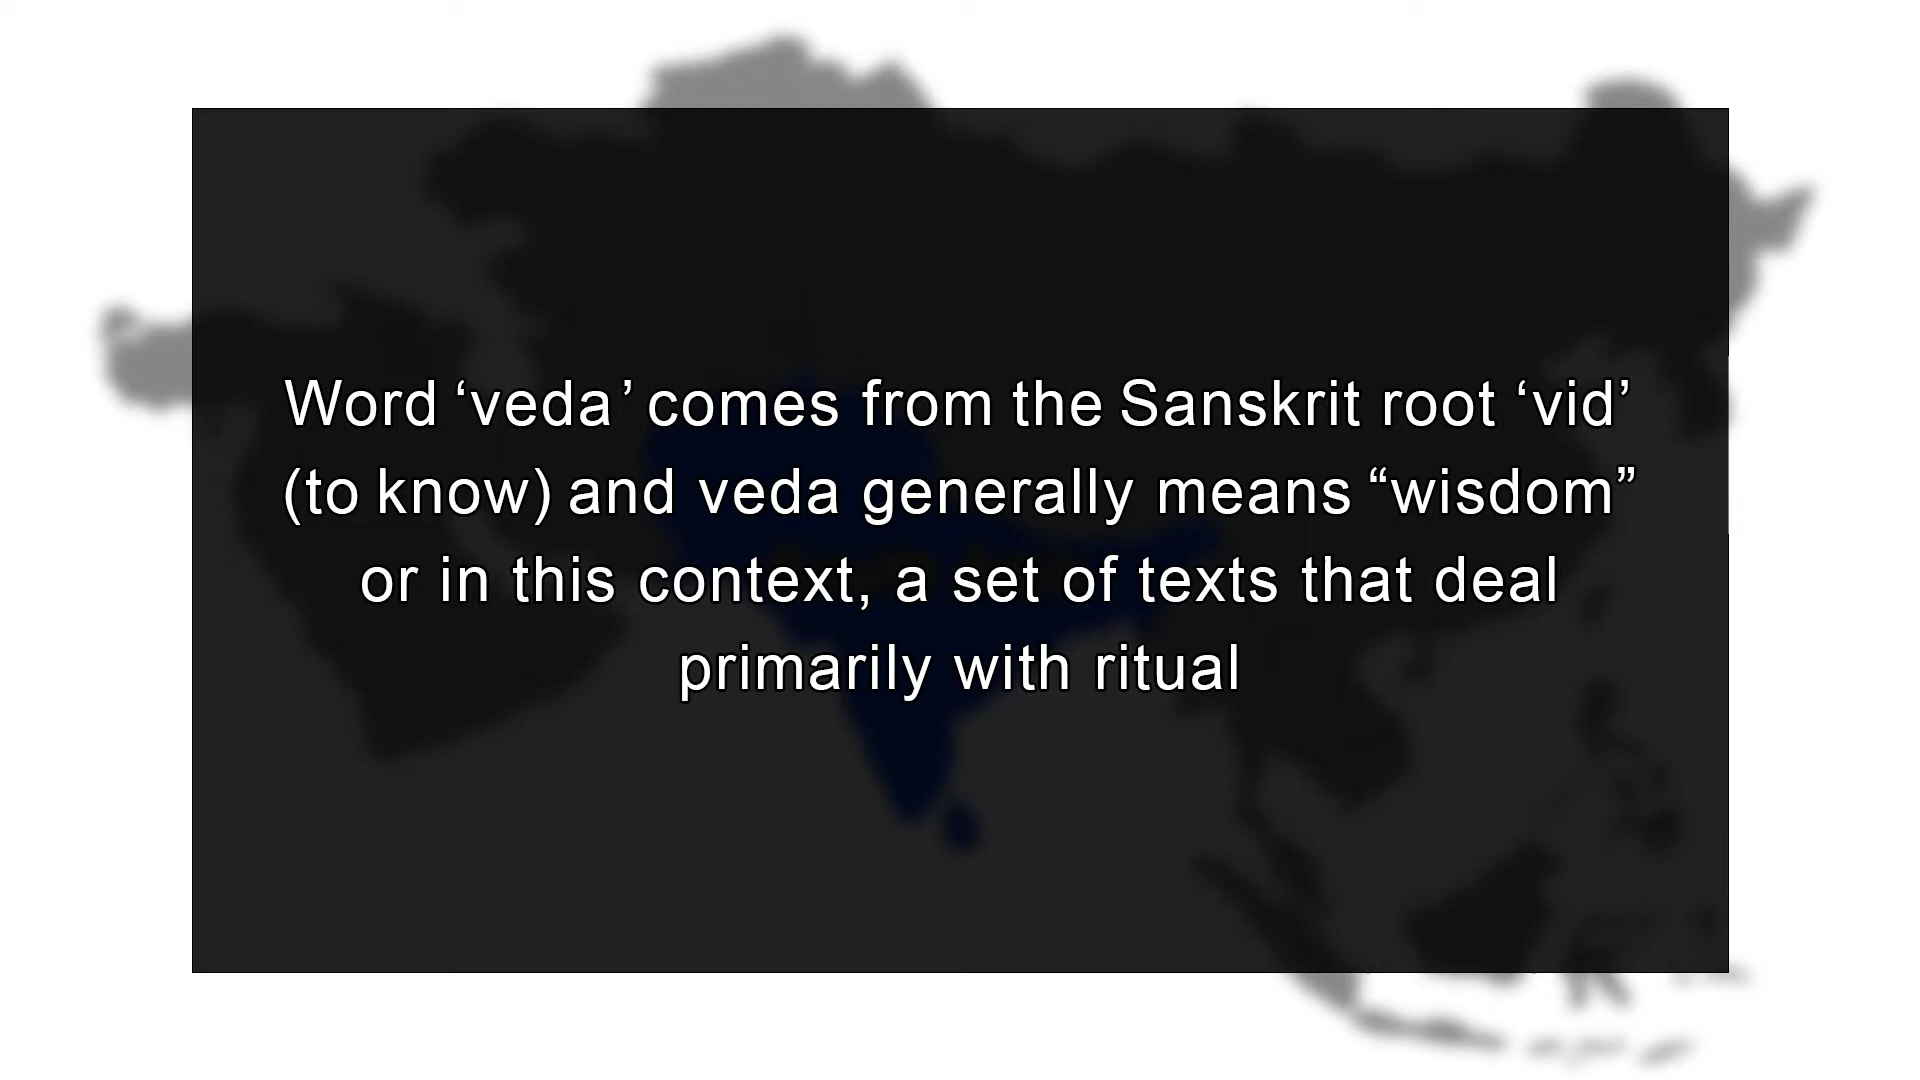 Word ‘veda’ comes from the Sanskrit root ‘vid’
(to know) and veda generally means “wisdom”
or in this context, a set of texts that deal
primarily with ritual